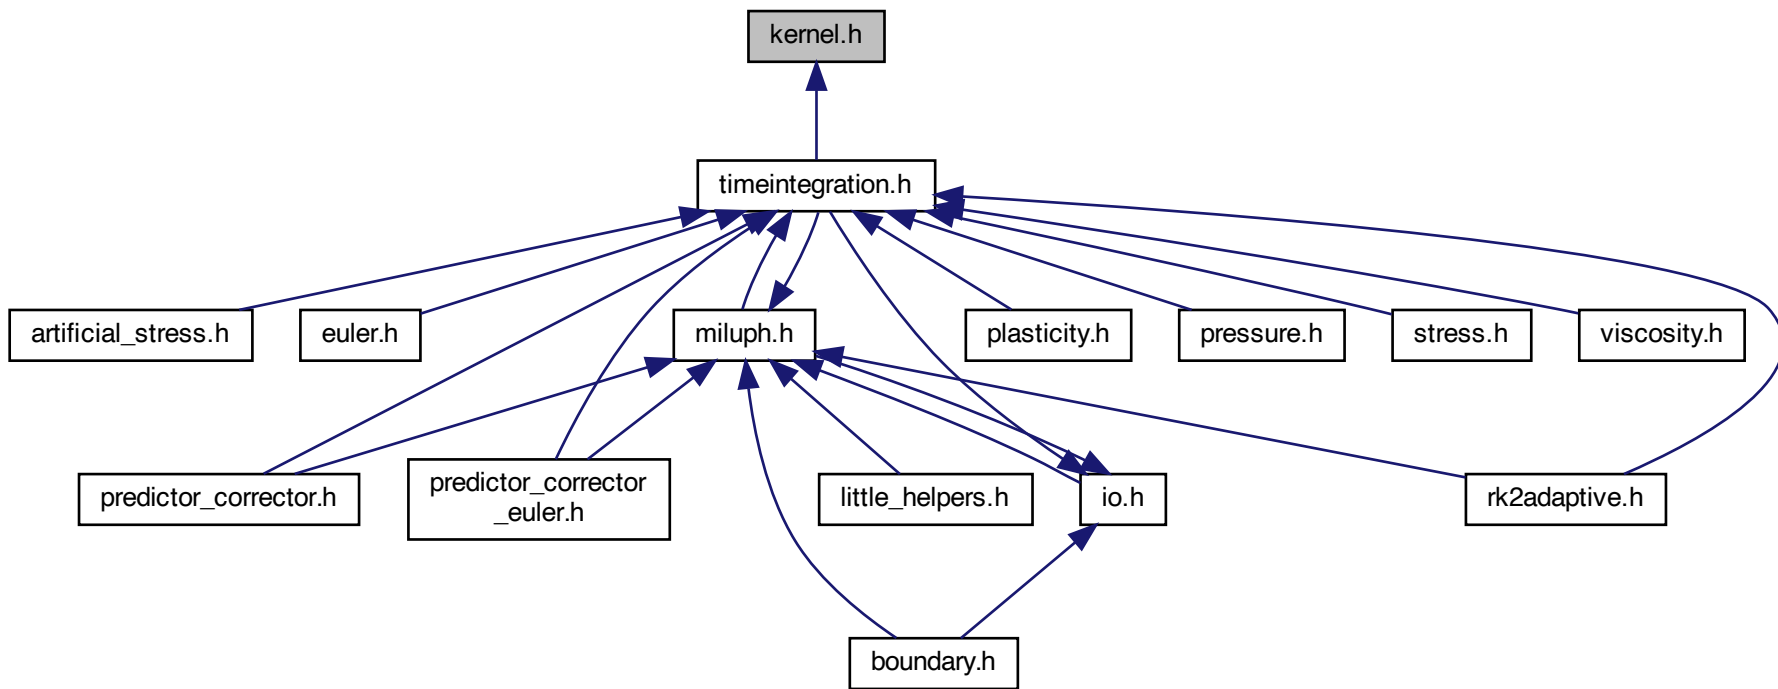 kernel.h
timeintegration.h
artificial_stress.h
euler.h
miluph.h
plasticity.h
pressure.h
stress.h
viscosity.h
predictor_corrector.h
predictor_corrector
_euler.h
little_helpers.h
io.h
rk2adaptive.h
boundary.h